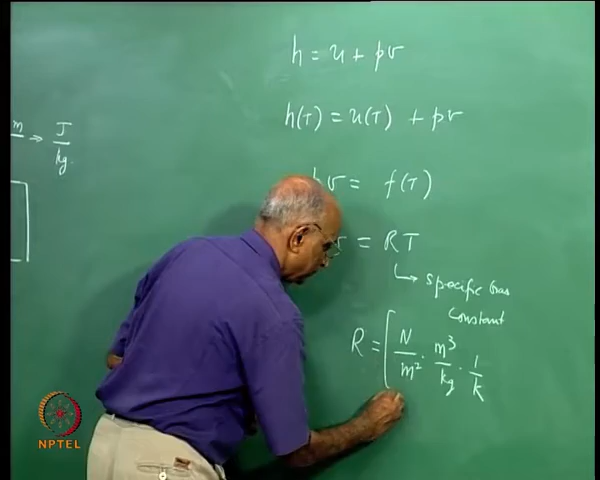 h = u + pv
h(T) = u(T) + pv
m → J
kg.
v = f(T)
= RT
↳ specific Gas
Constant
R = [ N/m² · m³/kg · 1/K
NPTEL